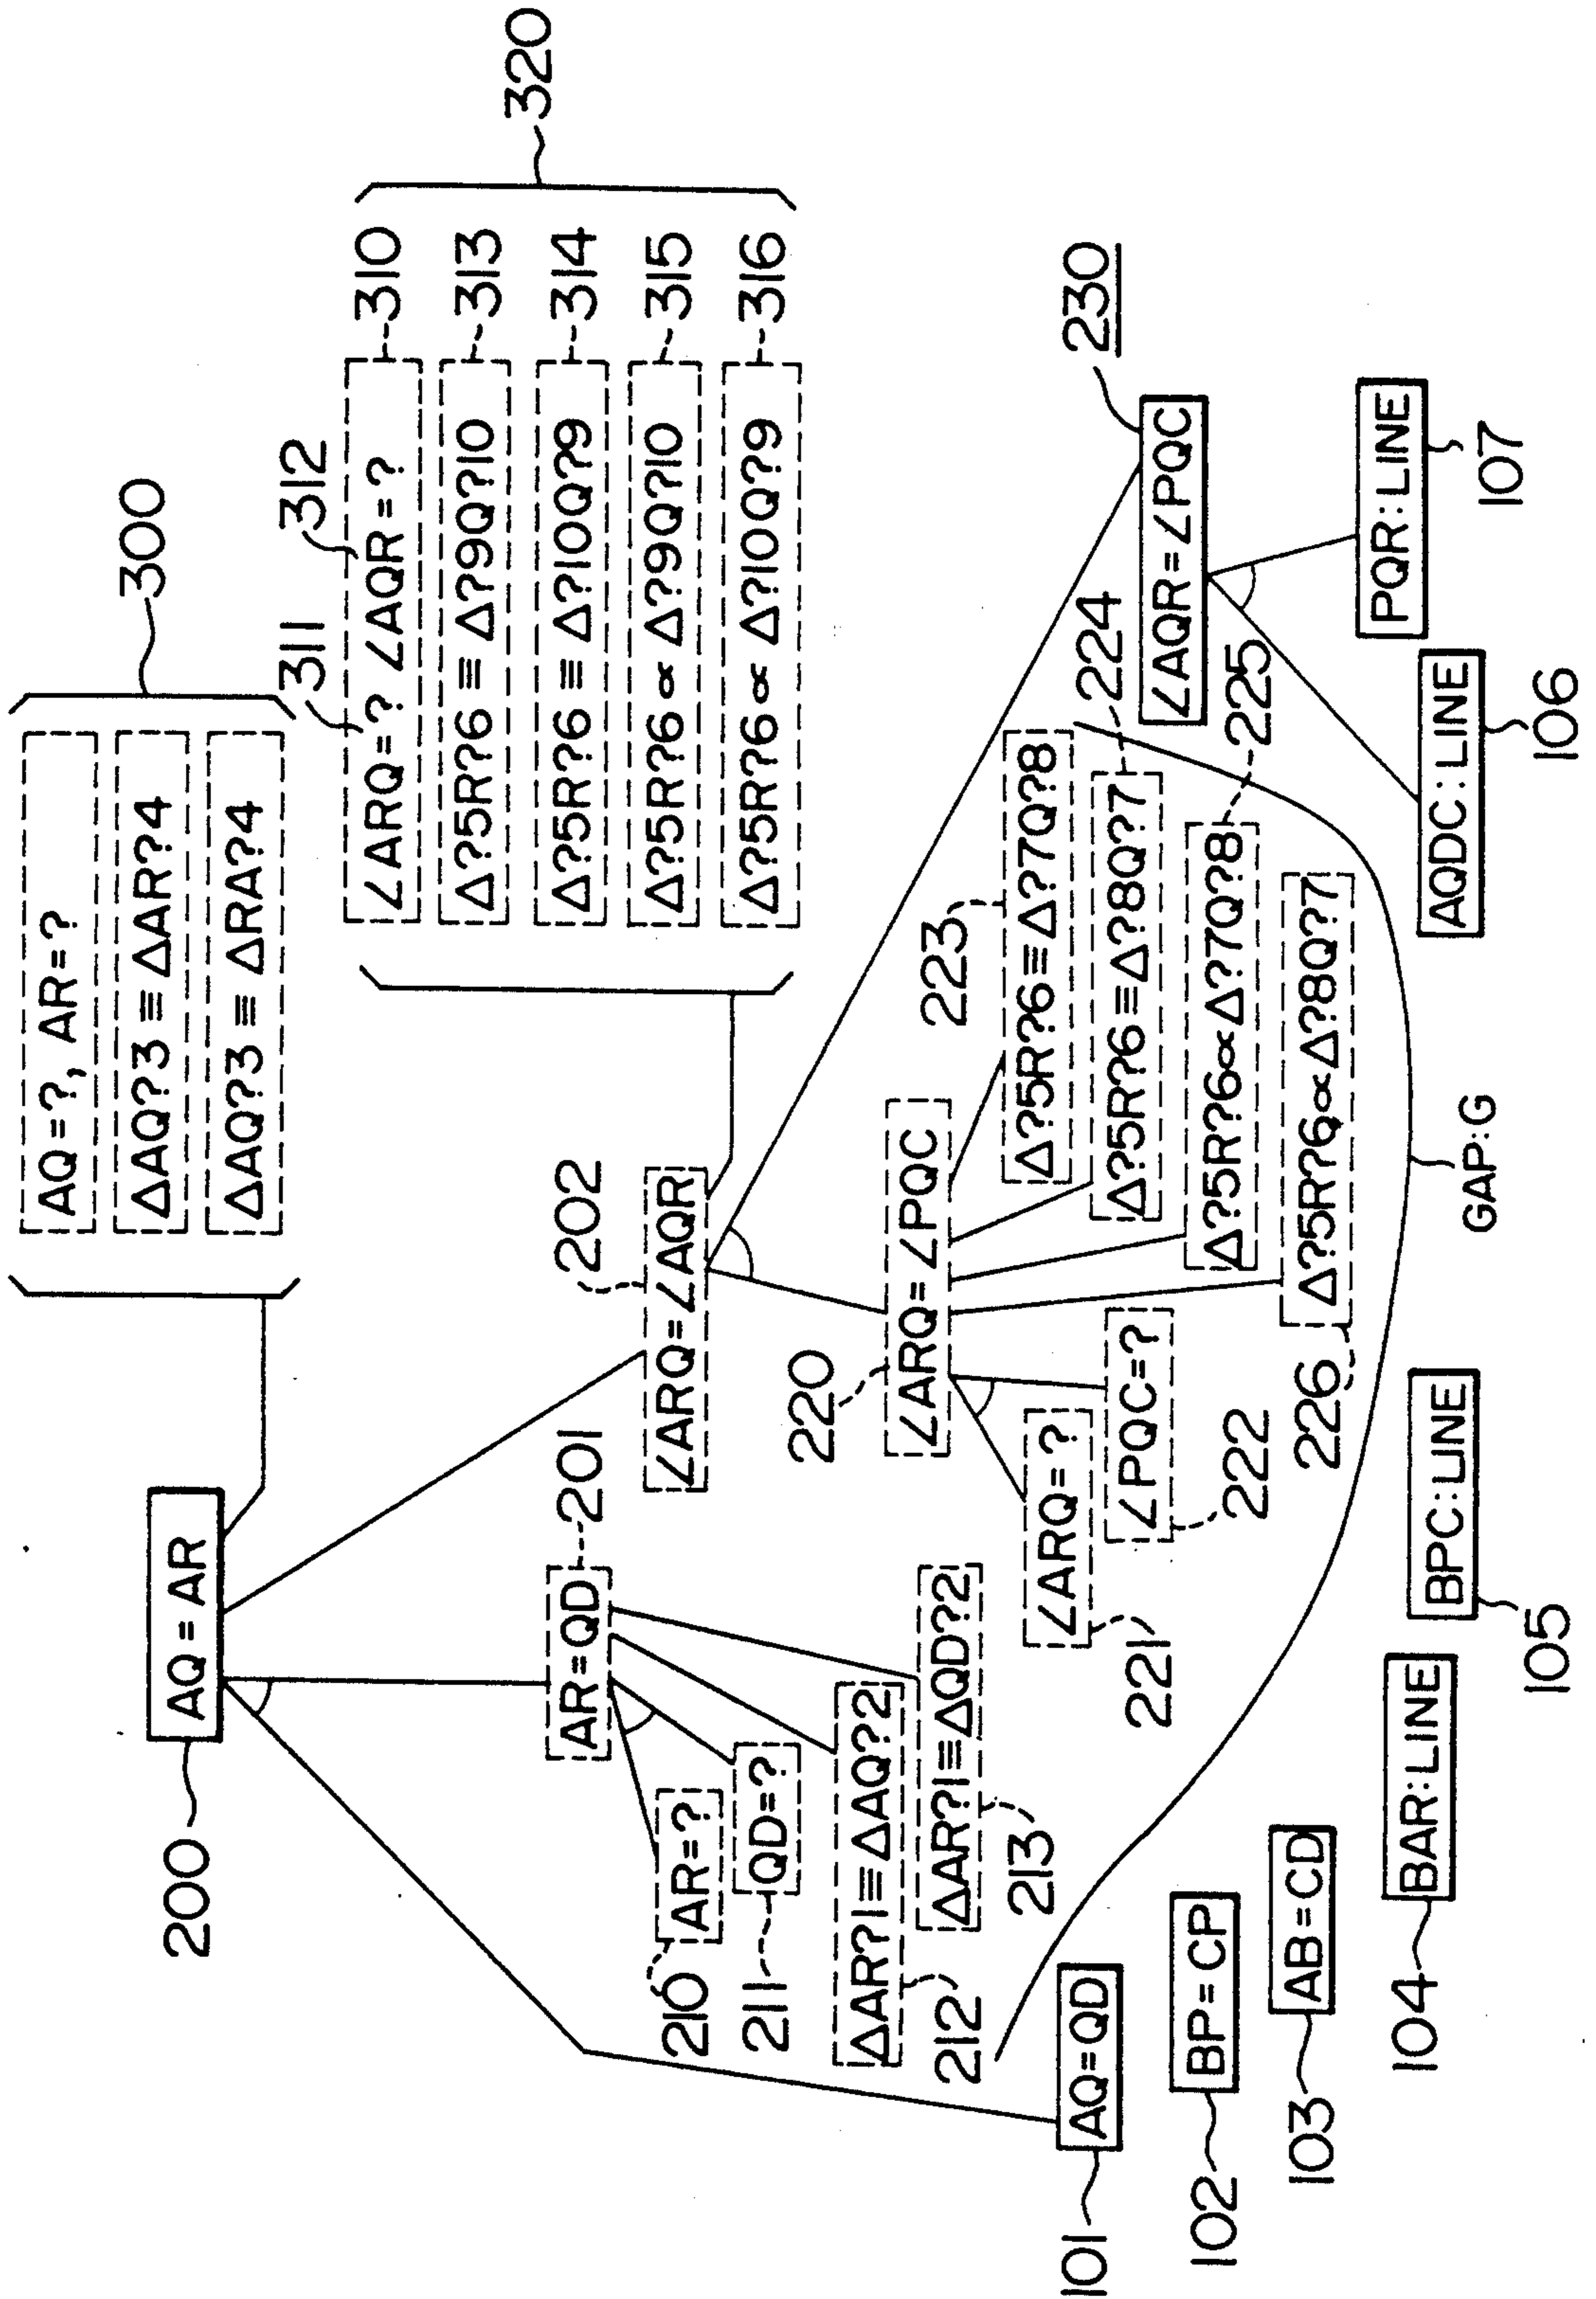 300
AQ=?, AR=?
ΔAQ?3 ≡ ΔAR?4
ΔAQ?3 ≡ ΔRA?4
200
AQ = AR
311
312
∠ARQ=? ∠AQR=?
310
Δ?5R?6 ≡ Δ?9Q?10
313
Δ?5R?6 ≡ Δ?10Q?9
314
Δ?5R?6 ∝ Δ?9Q?10
315
Δ?5R?6 ∝ Δ?10Q?9
316
320
AR = QD
201
∠ARQ = ∠AQR
202
210
AR=?
211
QD=?
212
ΔAR?1≡ΔAQ?2
213
ΔAR?1≡ΔQD?2
220
∠ARQ = ∠PQC
221
∠ARQ=?
222
∠PQC=?
223
Δ?5R?6≡Δ?7Q?8
224
Δ?5R?6≡Δ?8Q?7
225
Δ?5R?6∝Δ?7Q?8
226
Δ?5R?6∝Δ?8Q?7
230
∠AQR=∠PQC
101
AQ=QD
102
BP=CP
103
AB=CD
104
BAR:LINE
105
BPC:LINE
GAP:G
106
AQDC:LINE
107
PQR:LINE